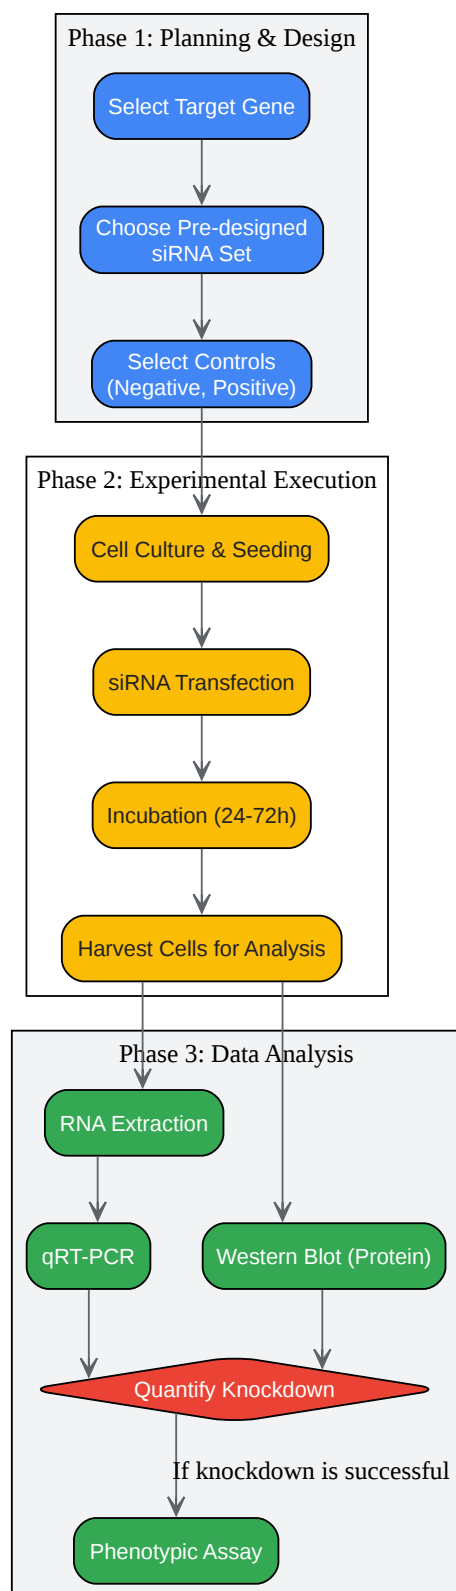 Phase 1: Planning & Design
Select Target Gene
Choose Pre-designed
siRNA Set
Select Controls
(Negative, Positive)
Phase 2: Experimental Execution
Cell Culture & Seeding
siRNA Transfection
Incubation (24-72h)
Harvest Cells for Analysis
Phase 3: Data Analysis
RNA Extraction
qRT-PCR
Western Blot (Protein)
Quantify Knockdown
If knockdown is successful
Phenotypic Assay